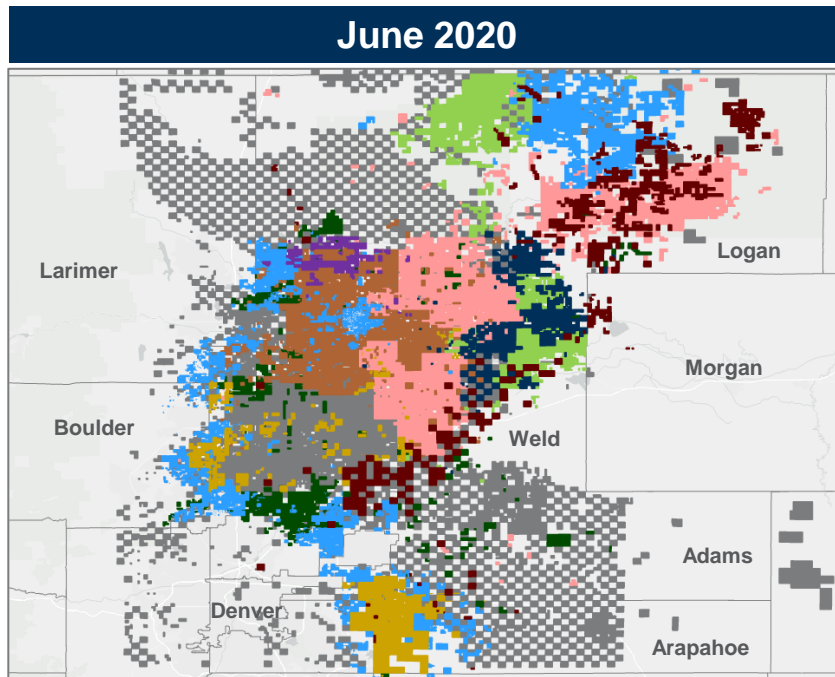 June 2020
Logan
Larimer
Morgan
Boulder
Weld
Adams
Denver
Arapahoe